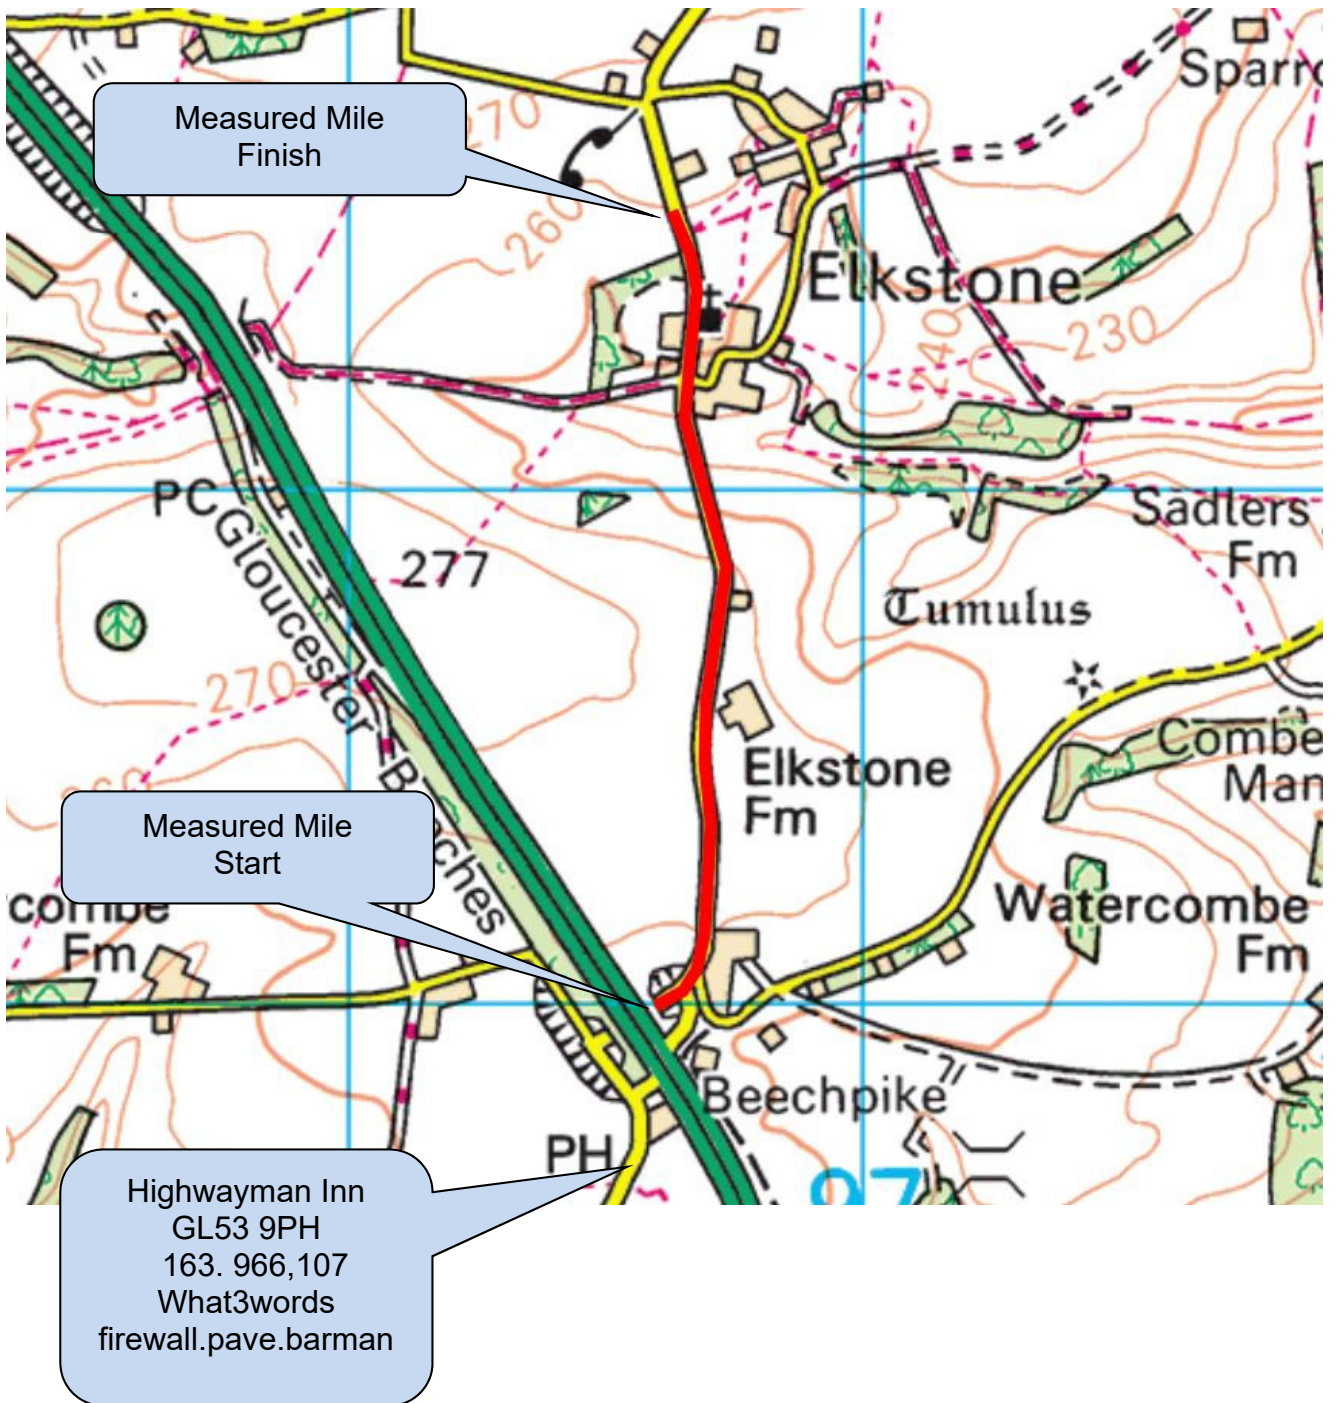 Sparro
Measured Mile
Finish
270
260
Elkstone
240
230
PC
Gloucester
Beeches
277
Sadlers
Fm
Tumulus
270
Combe
Man
Elkstone
Fm
Measured Mile
Start
combe
Fm
Watercombe
Fm
Beechpike
PH
97
Highwayman Inn
GL53 9PH
163. 966,107
What3words
firewall.pave.barman